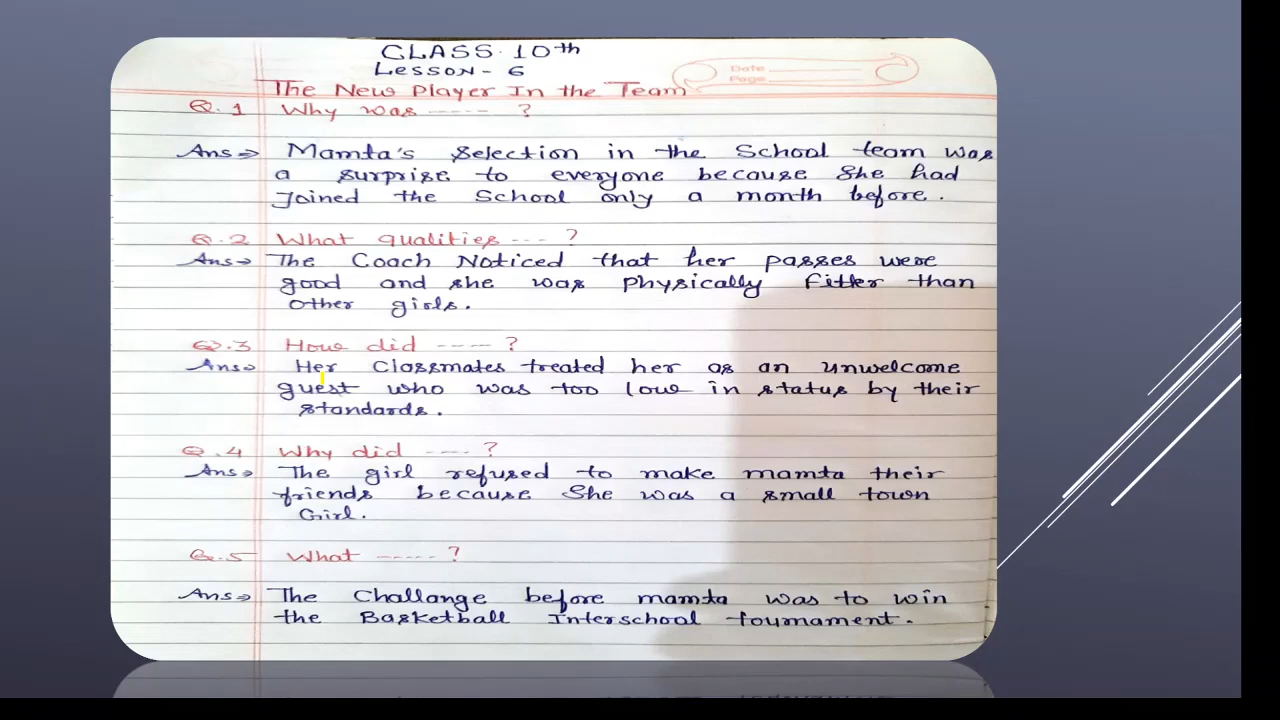 CLASS. 10th
Lesson - 6
Date
Page
The New Player In the Team
Q.1 Why was ----- ?
Ans => Mamta's Selection in the School team was
a surprise to everyone because She had
Joined the School only a month before.
Q.2 What qualities --- ?
Ans => The Coach Noticed that her passes were
good and she was Physically fitter than
other girls.
Q.3 How did ---- ?
Ans => Her Classmates treated her as an unwelcome
guest who was too low in status by their
standards.
Q.4 Why did ---- ?
Ans => The girl refused to make mamta their
friends because She was a small town
Girl.
Q.5 What ----- ?
Ans => The Challange before mamta was to win
the Basketball Interschool tournament.